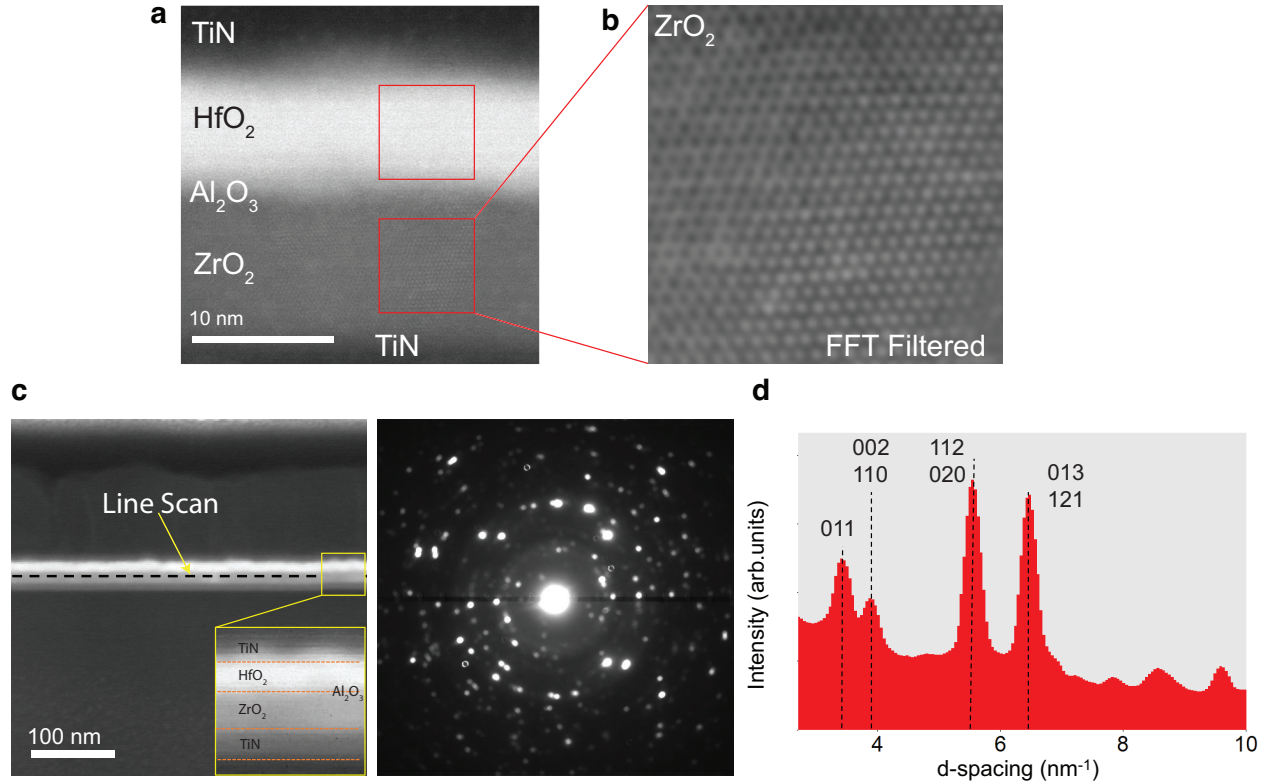 a
TiN
HfO₂
Al₂O₃
ZrO₂
10 nm
TiN
b
ZrO₂
FFT Filtered
c
Line Scan
TiN
HfO₂
Al₂O₃
ZrO₂
TiN
100 nm
d
002
110
112
020
013
121
011
Intensity (arb.units)
4
6
8
10
d-spacing (nm⁻¹)